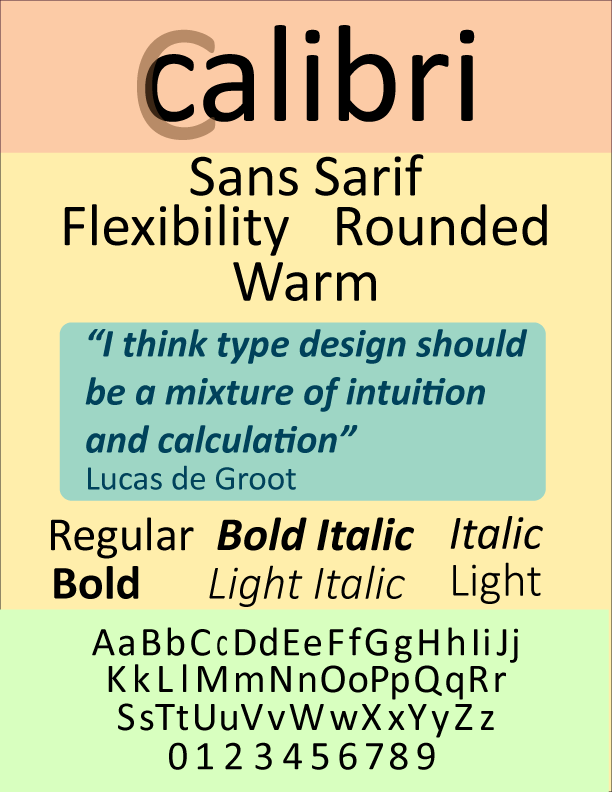 calibri
Sans Sarif
Flexibility Rounded
Warm
“I think type design should
be a mixture of intuition
and calculation”
Lucas de Groot
Regular Bold Italic Italic
Bold Light Italic Light
AaBbCcDdEeFfGgHhIiJj
KkLlMmNnOoPpQqRr
SsTtUuVvWwXxYyZz
0123456789